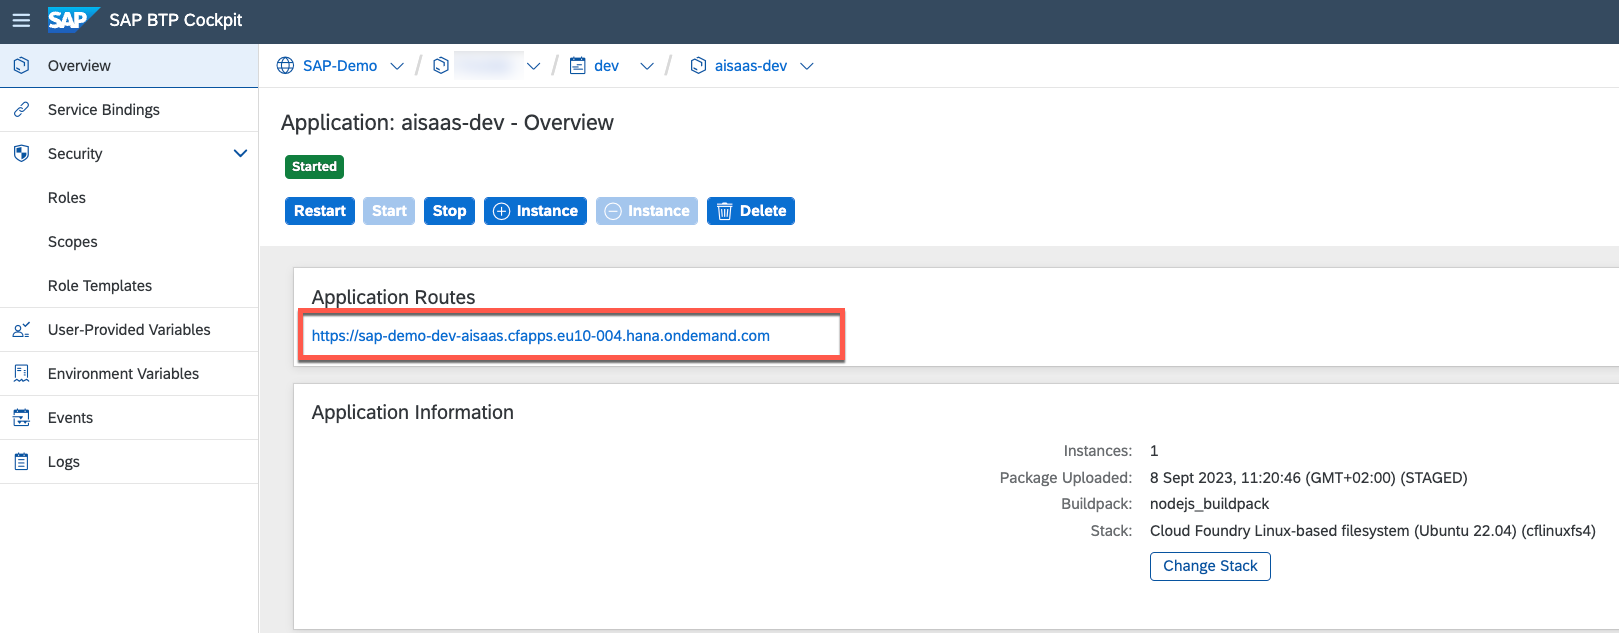 SAP SAP BTP Cockpit
Overview
Service Bindings
Security
Roles
Scopes
Role Templates
User-Provided Variables
Environment Variables
Events
Logs
SAP-Demo / / dev / aisaas-dev
Application: aisaas-dev - Overview
Started
Restart Start Stop Instance Instance Delete
Application Routes
https://sap-demo-dev-aisaas.cfapps.eu10-004.hana.ondemand.com
Application Information
Instances: 1
Package Uploaded: 8 Sept 2023, 11:20:46 (GMT+02:00) (STAGED)
Buildpack: nodejs_buildpack
Stack: Cloud Foundry Linux-based filesystem (Ubuntu 22.04) (cflinuxfs4)
Change Stack